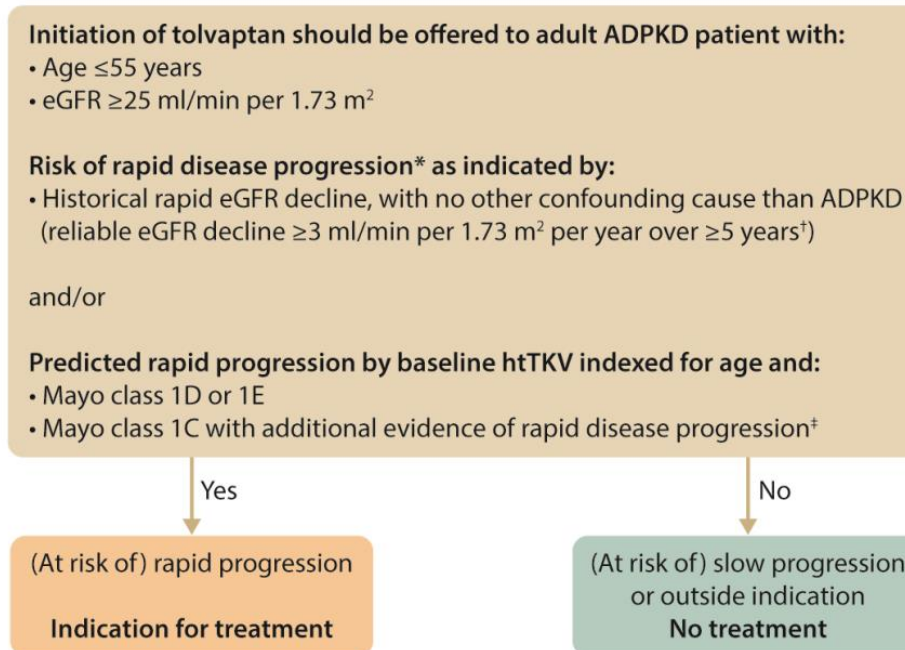 Initiation of tolvaptan should be offered to adult ADPKD patient with:
• Age ≤55 years
• eGFR ≥25 ml/min per 1.73 m²
Risk of rapid disease progression* as indicated by:
• Historical rapid eGFR decline, with no other confounding cause than ADPKD
(reliable eGFR decline ≥3 ml/min per 1.73 m² per year over ≥5 years†)
and/or
Predicted rapid progression by baseline htTKV indexed for age and:
• Mayo class 1D or 1E
• Mayo class 1C with additional evidence of rapid disease progression‡
Yes
No
(At risk of) rapid progression
Indication for treatment
(At risk of) slow progression
or outside indication
No treatment